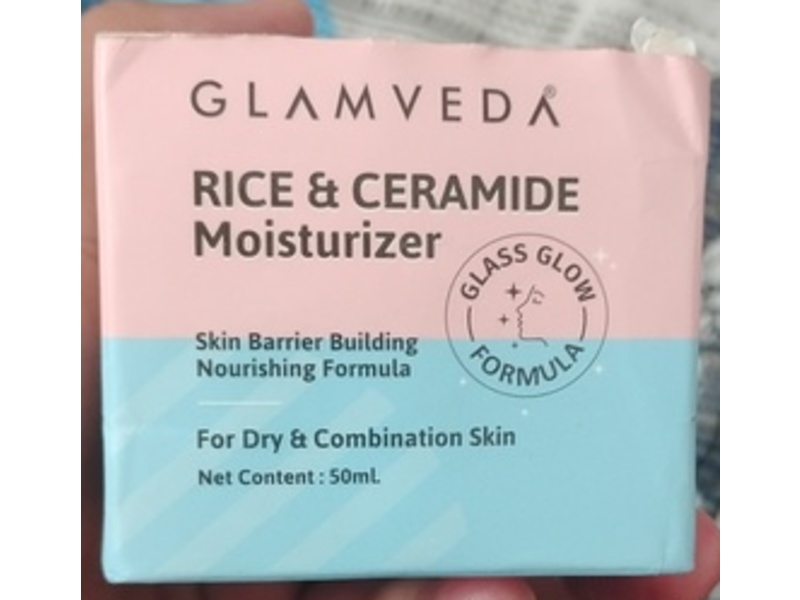 GLAMVEDA®
RICE & CERAMIDE
Moisturizer
GLASS GLOW
FORMULA
Skin Barrier Building
Nourishing Formula
For Dry & Combination Skin
Net Content : 50ml.